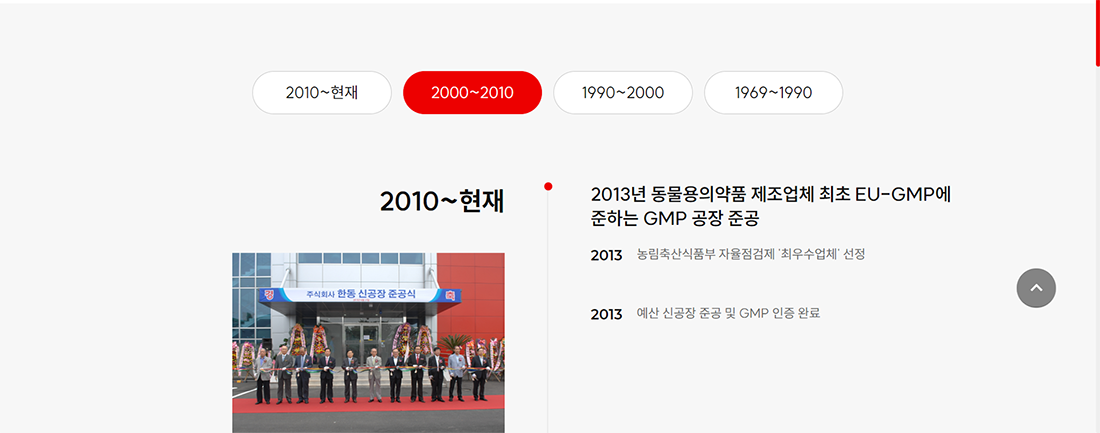 2010~현재
2000~2010
1990~2000
1969~1990
2010~현재
2013년 동물용의약품 제조업체 최초 EU-GMP에
준하는 GMP 공장 준공
2013 농림축산식품부 자율점검제 '최우수업체' 선정
2013 예산 신공장 준공 및 GMP 인증 완료
주식회사 한동 신공장 준공식